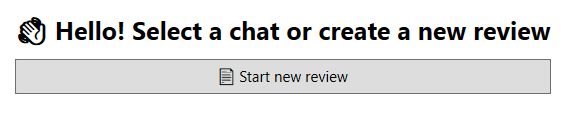 👋 Hello! Select a chat or create a new review
📄 Start new review